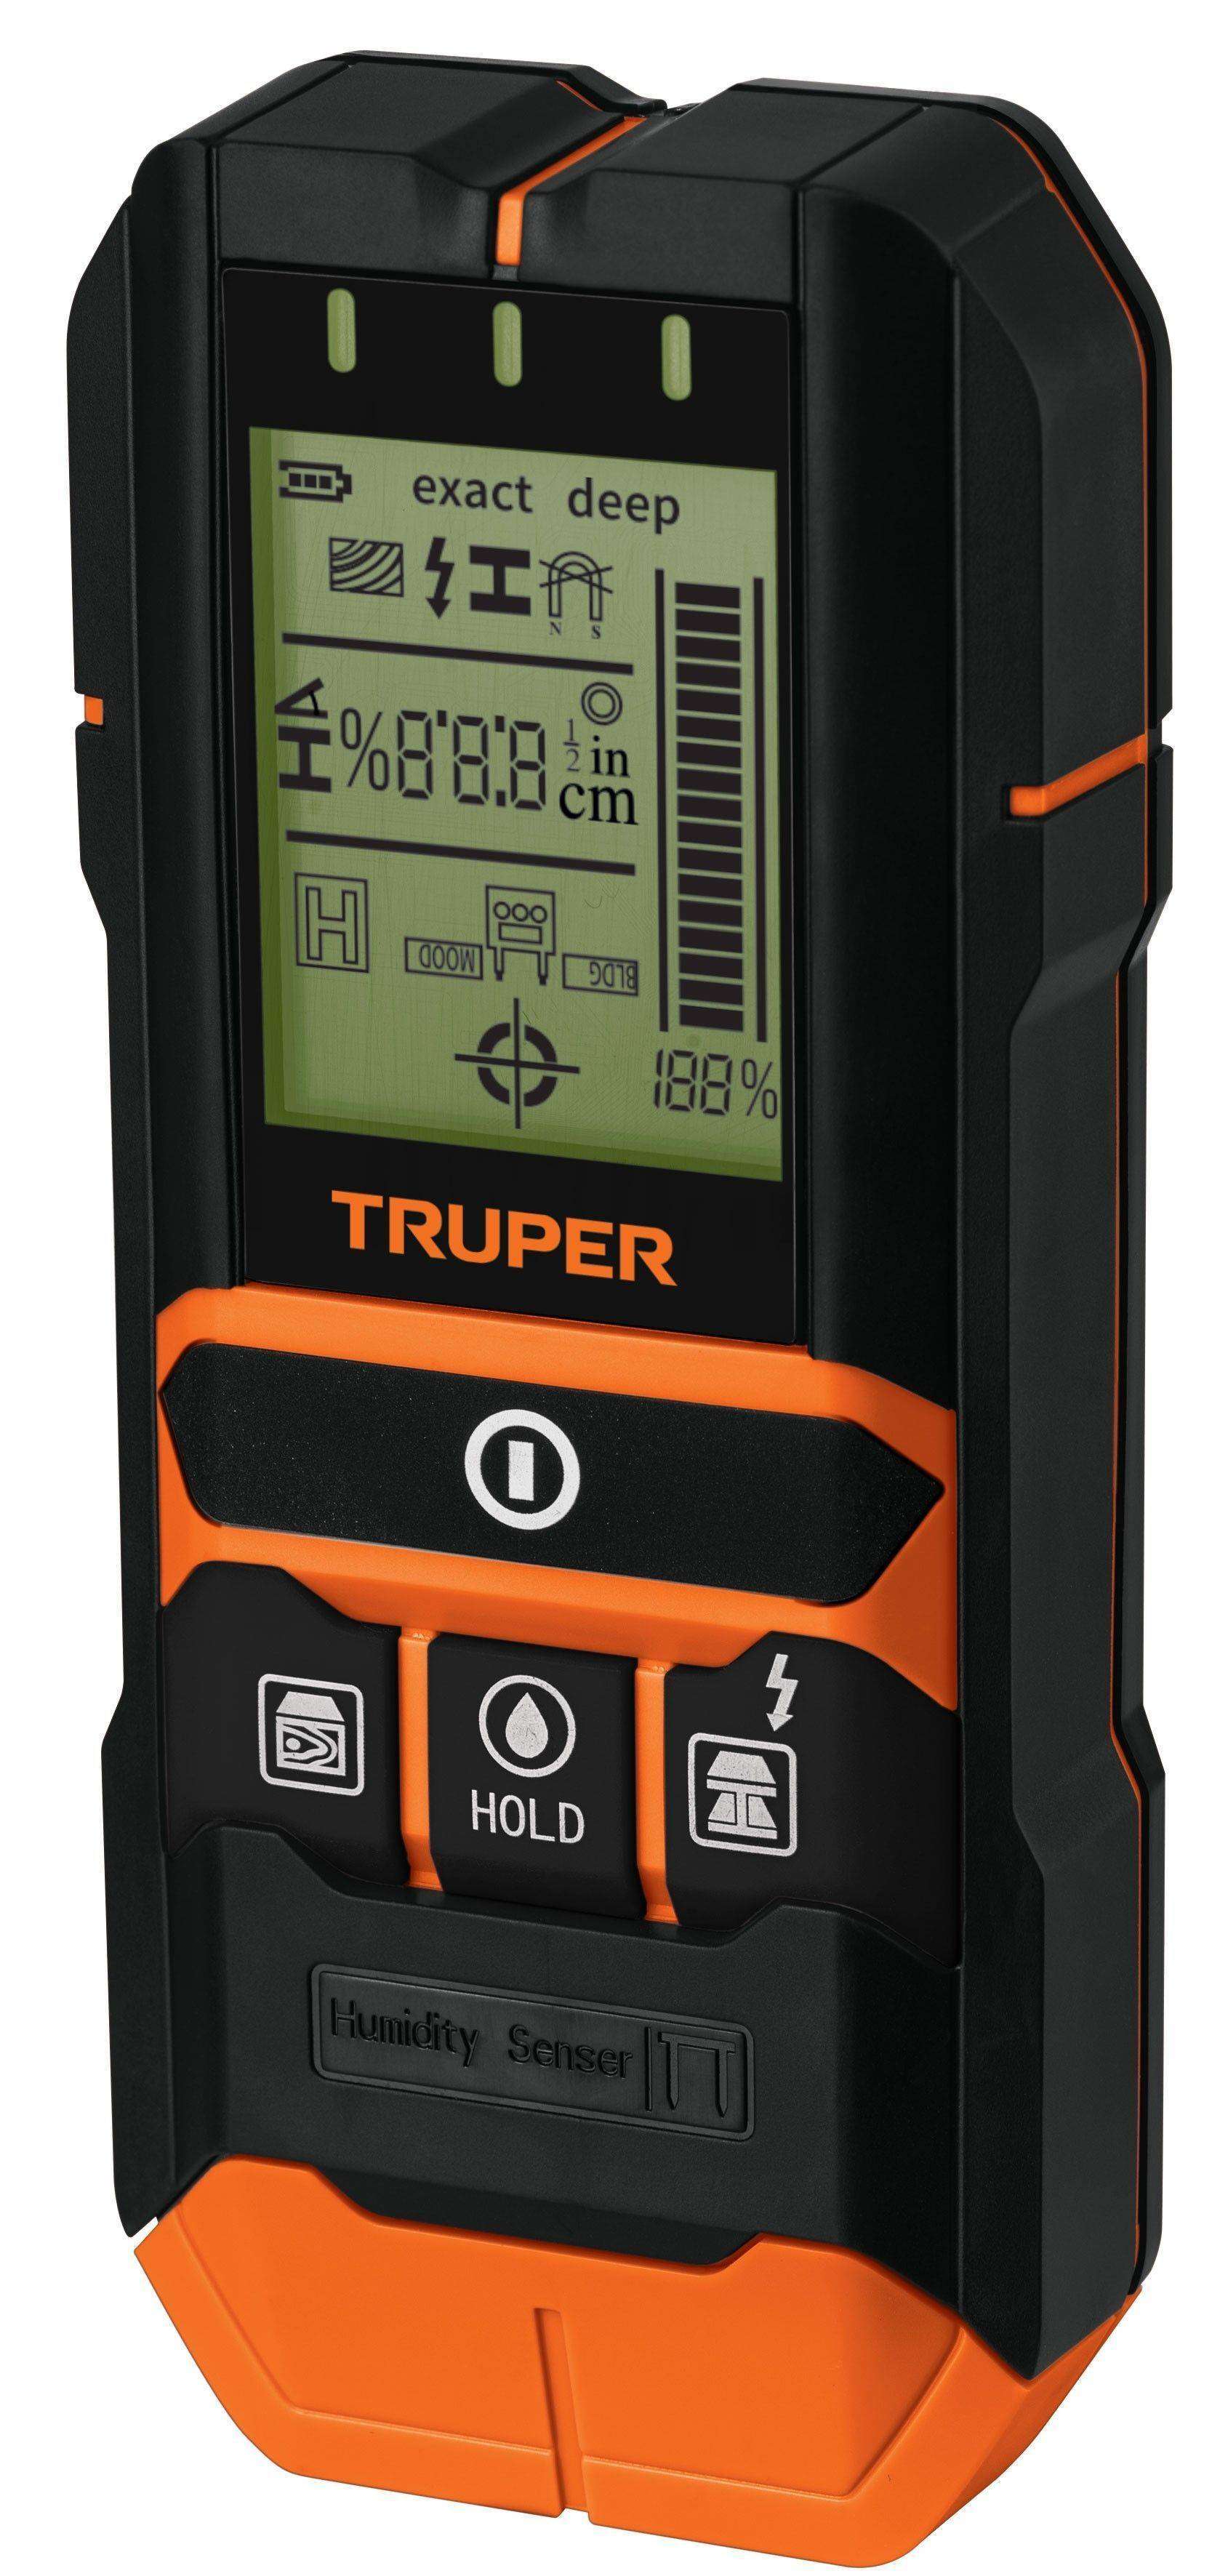 exact deep
N S
% 8.8.8 1/2 in
cm
H
WOOD BLDG
188%
TRUPER
HOLD
Humidity Senser